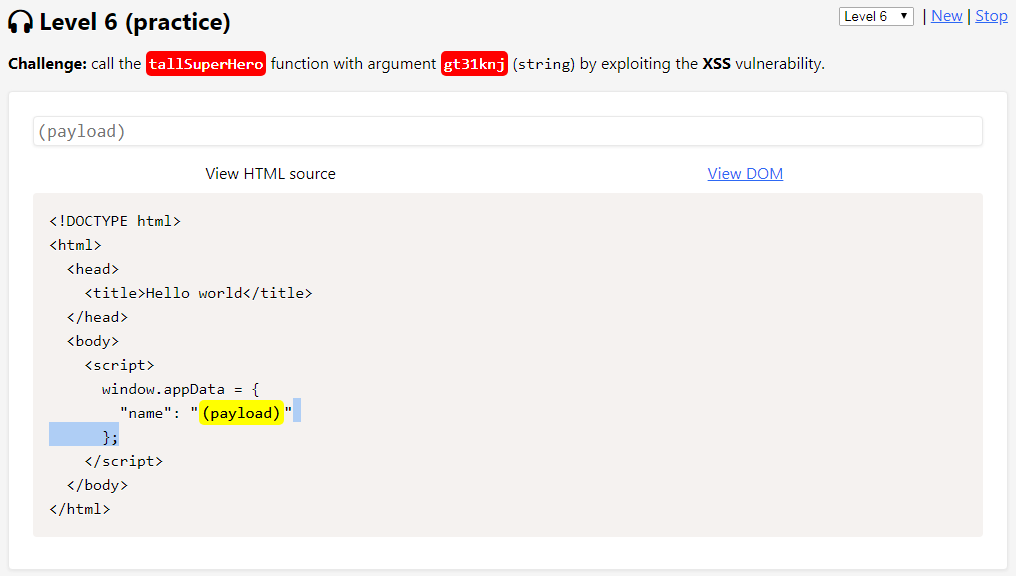 Level 6 (practice)
Level 6 | New | Stop
Challenge: call the tallSuperHero function with argument gt31knj (string) by exploiting the XSS vulnerability.
(payload)
View HTML source View DOM
<!DOCTYPE html>
<html>
  <head>
    <title>Hello world</title>
  </head>
  <body>
    <script>
      window.appData = {
        "name": "(payload)"
      };
    </script>
  </body>
</html>